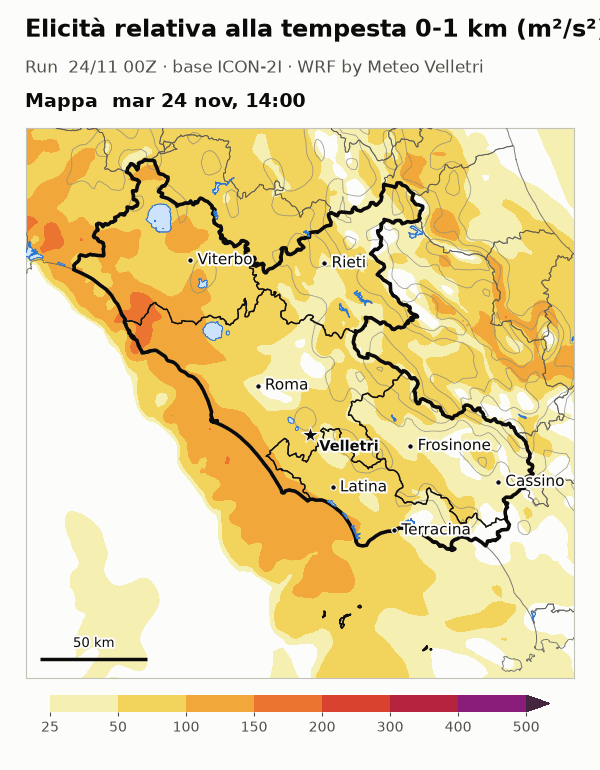 Elicità relativa alla tempesta 0-1 km (m²/s²)
Run 24/11 00Z · base ICON-2I · WRF by Meteo Velletri
Mappa mar 24 nov, 14:00
Viterbo
Rieti
Roma
Velletri
Frosinone
Cassino
Latina
Terracina
50 km
25 50 100 150 200 300 400 500